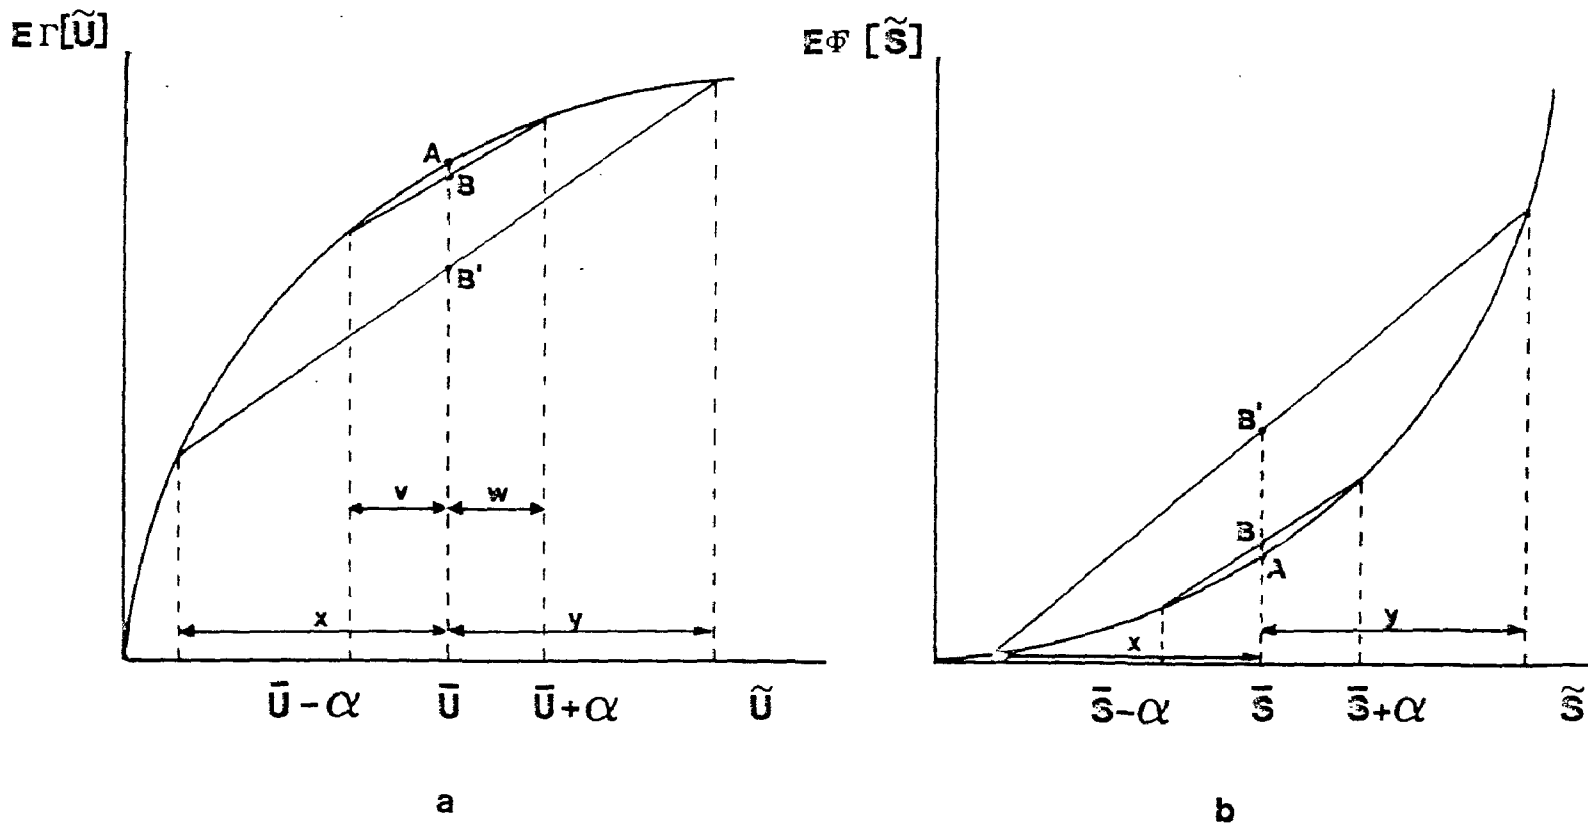 EΓ[Ũ]
A
B
B'
v
w
x
y
Ū-α
Ū
Ū+α
Ũ
a
EΦ [S̃]
B'
B
A
y
x
S̄-α
S̄
S̄+α
S̃
b